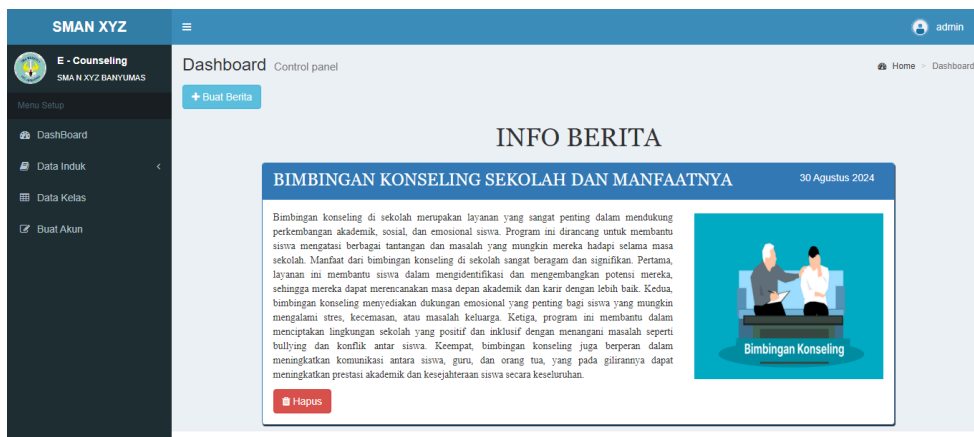 SMAN XYZ
admin
E - Counseling
SMA N XYZ BANYUMAS
Menu Setup
DashBoard
Data Induk
Data Kelas
Buat Akun
Dashboard Control panel
Home > Dashboard
+ Buat Berita
INFO BERITA
BIMBINGAN KONSELING SEKOLAH DAN MANFAATNYA
30 Agustus 2024
Bimbingan konseling di sekolah merupakan layanan yang sangat penting dalam mendukung
perkembangan akademik, sosial, dan emosional siswa. Program ini dirancang untuk membantu
siswa mengatasi berbagai tantangan dan masalah yang mungkin mereka hadapi selama masa
sekolah. Manfaat dari bimbingan konseling di sekolah sangat beragam dan signifikan. Pertama,
layanan ini membantu siswa dalam mengidentifikasi dan mengembangkan potensi mereka,
sehingga mereka dapat merencanakan masa depan akademik dan karir dengan lebih baik. Kedua,
bimbingan konseling menyediakan dukungan emosional yang penting bagi siswa yang mungkin
mengalami stres, kecemasan, atau masalah keluarga. Ketiga, program ini membantu dalam
menciptakan lingkungan sekolah yang positif dan inklusif dengan menangani masalah seperti
bullying dan konflik antar siswa. Keempat, bimbingan konseling juga berperan dalam
meningkatkan komunikasi antara siswa, guru, dan orang tua, yang pada gilirannya dapat
meningkatkan prestasi akademik dan kesejahteraan siswa secara keseluruhan.
Bimbingan Konseling
Hapus